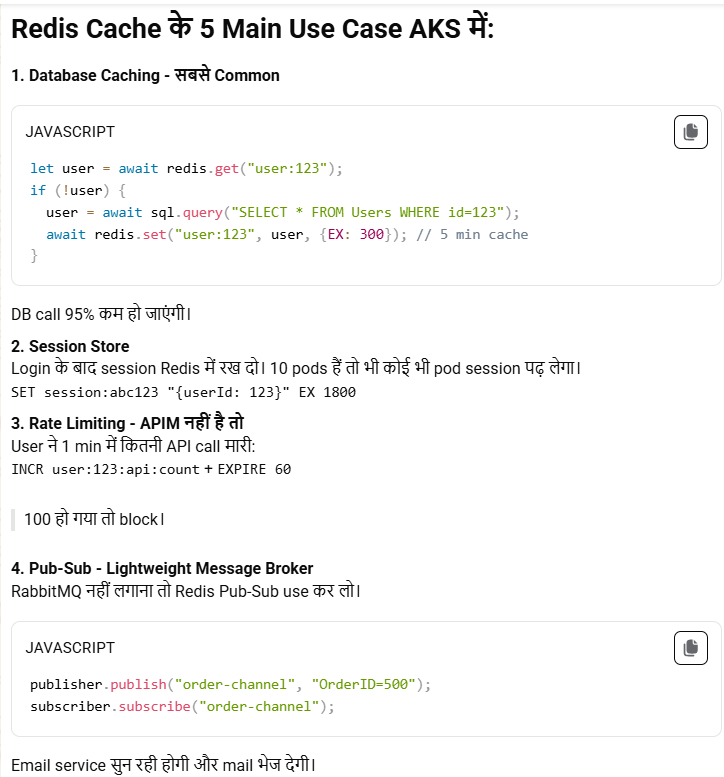 Redis Cache के 5 Main Use Case AKS में:
1. Database Caching - सबसे Common
JAVASCRIPT
let user = await redis.get("user:123");
if (!user) {
  user = await sql.query("SELECT * FROM Users WHERE id=123");
  await redis.set("user:123", user, {EX: 300}); // 5 min cache
}
DB call 95% कम हो जाएंगी।
2. Session Store
Login के बाद session Redis में रख दो। 10 pods हैं तो भी कोई भी pod session पढ़ लेगा।
SET session:abc123 "{userId: 123}" EX 1800
3. Rate Limiting - APIM नहीं है तो
User ने 1 min में कितनी API call मारी:
INCR user:123:api:count + EXPIRE 60
100 हो गया तो block।
4. Pub-Sub - Lightweight Message Broker
RabbitMQ नहीं लगाना तो Redis Pub-Sub use कर लो।
JAVASCRIPT
publisher.publish("order-channel", "OrderID=500");
subscriber.subscribe("order-channel");
Email service सुन रही होगी और mail भेज देगी।